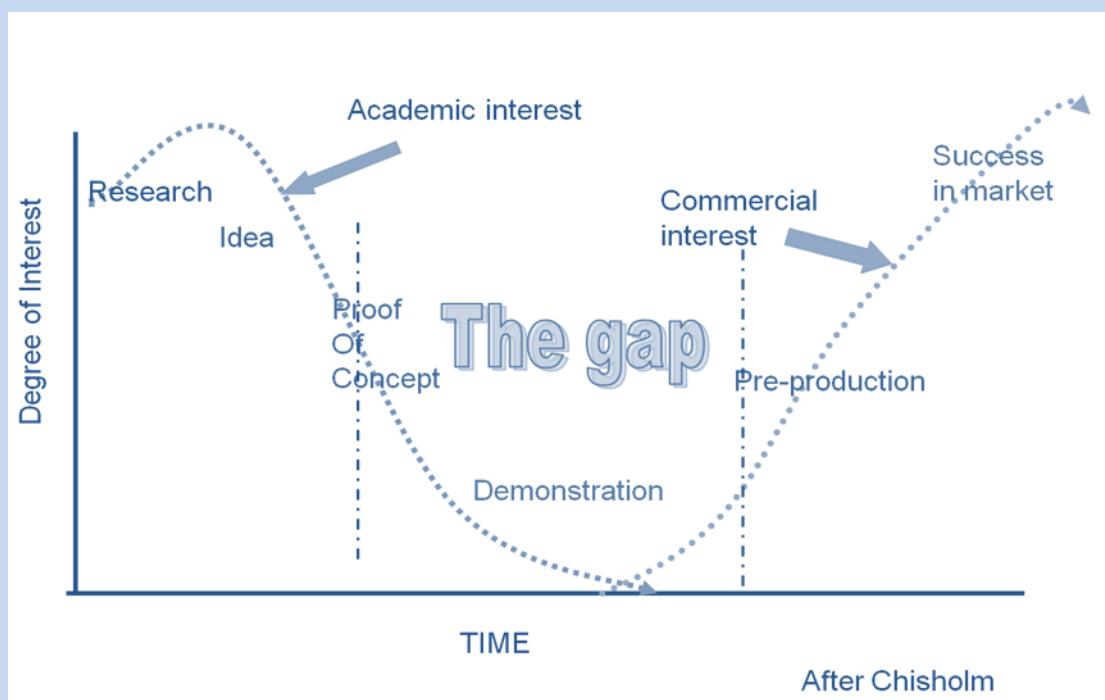 Academic interest
Research
Idea
Commercial
interest
Success
in market
Proof
Of
Concept
The gap
Pre-production
Demonstration
Degree of Interest
TIME
After Chisholm